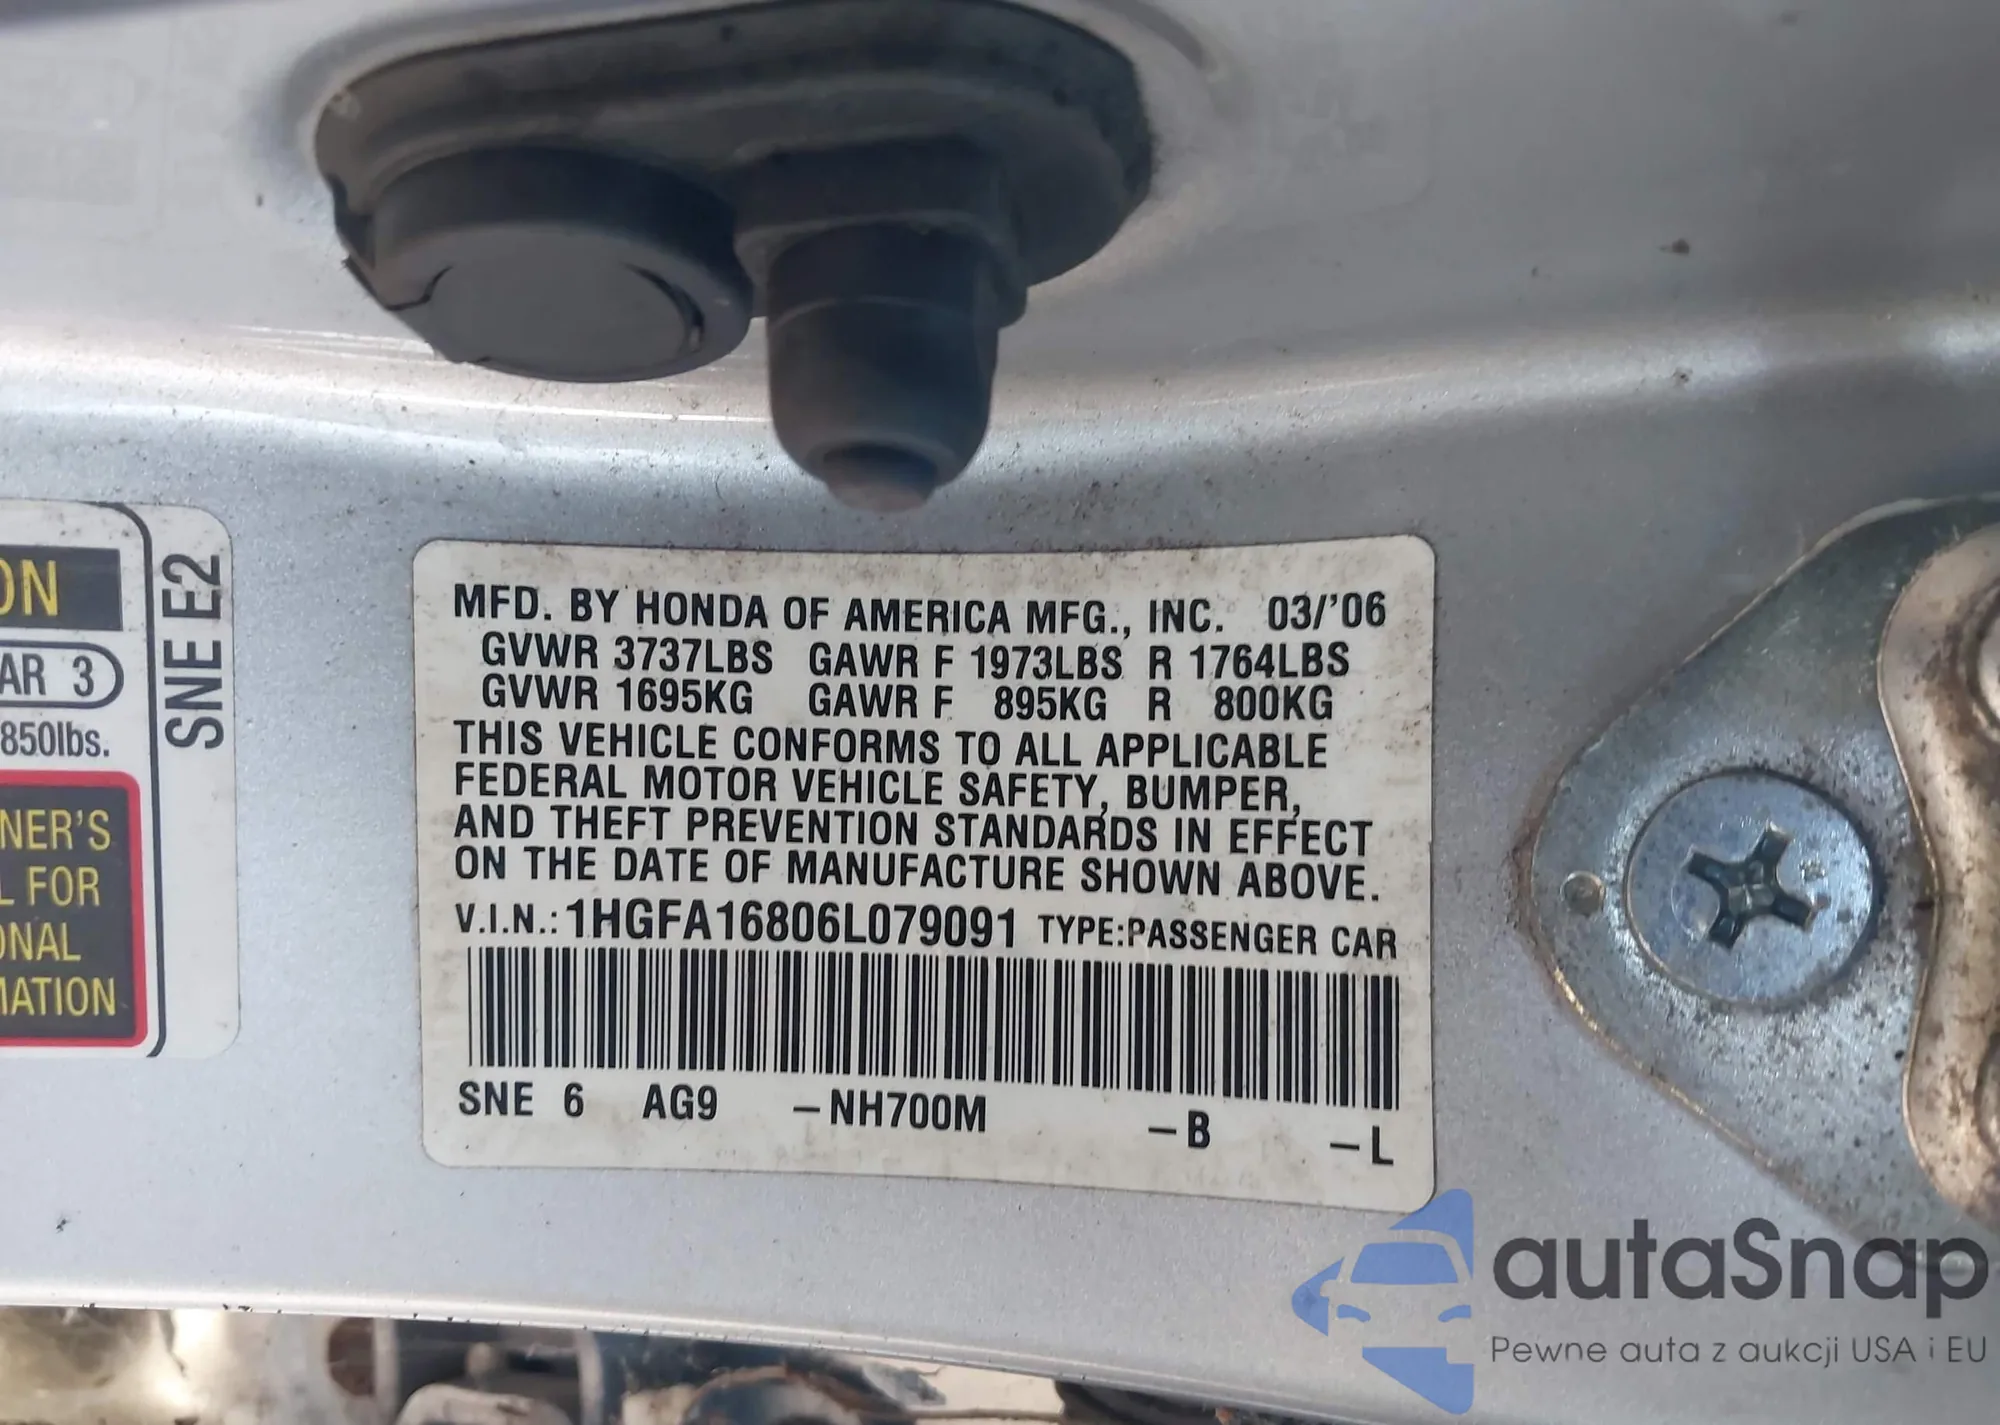 ON
AR 3
850lbs.
NER'S
L FOR
ONAL
MATION
SNE E2
MFD. BY HONDA OF AMERICA MFG., INC. 03/'06
GVWR 3737LBS GAWR F 1973LBS R 1764LBS
GVWR 1695KG GAWR F 895KG R 800KG
THIS VEHICLE CONFORMS TO ALL APPLICABLE
FEDERAL MOTOR VEHICLE SAFETY, BUMPER,
AND THEFT PREVENTION STANDARDS IN EFFECT
ON THE DATE OF MANUFACTURE SHOWN ABOVE.
V.I.N.: 1HGFA16806L079091 TYPE:PASSENGER CAR
SNE 6 AG9 –NH700M –B –L
autaSnap
Pewne auta z aukcji USA i EU